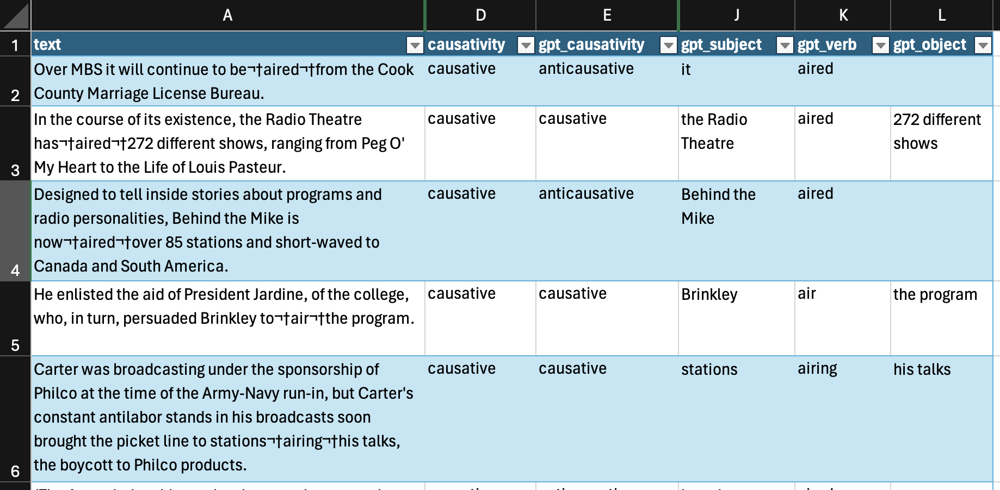 A D E J K L
1 text causativity gpt_causativity gpt_subject gpt_verb gpt_object
Over MBS it will continue to be¬†aired¬†from the Cook causative anticausative it aired
2 County Marriage License Bureau.
In the course of its existence, the Radio Theatre causative causative the Radio aired 272 different
has¬†aired¬†272 different shows, ranging from Peg O' Theatre shows
3 My Heart to the Life of Louis Pasteur.
Designed to tell inside stories about programs and causative anticausative Behind the aired
radio personalities, Behind the Mike is Mike
now¬†aired¬†over 85 stations and short-waved to
4 Canada and South America.
He enlisted the aid of President Jardine, of the college, causative causative Brinkley air the program
who, in turn, persuaded Brinkley to¬†air¬†the program.
5
Carter was broadcasting under the sponsorship of causative causative stations airing his talks
Philco at the time of the Army-Navy run-in, but Carter's
constant antilabor stands in his broadcasts soon
brought the picket line to stations¬†airing¬†his talks,
6 the boycott to Philco products.